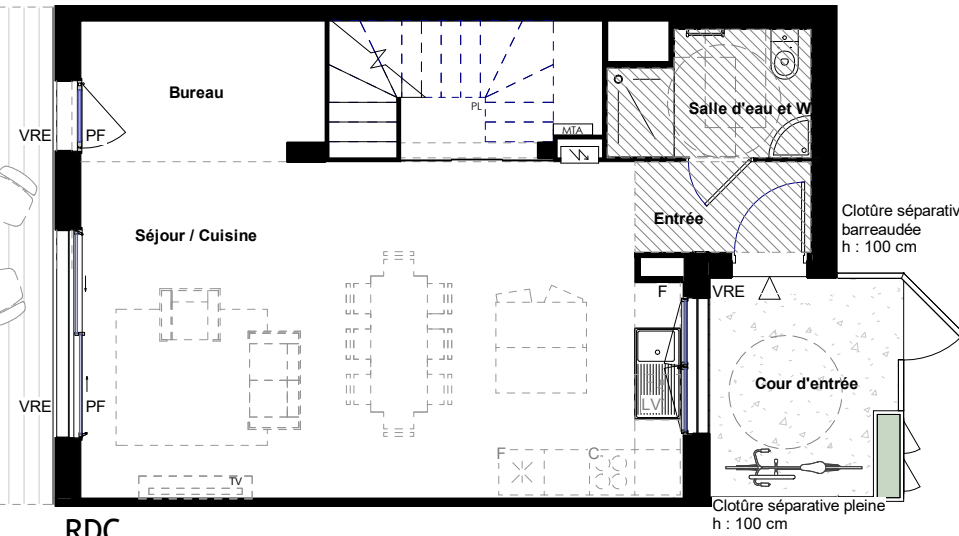 Bureau
PL
MTA
Salle d'eau et W
VRE PF
Entrée
Clotûre séparativ
barreaudée
h : 100 cm
Séjour / Cuisine
F VRE
Cour d'entrée
VRE PF
LV
F C
TV
Clotûre séparative pleine
h : 100 cm
RDC